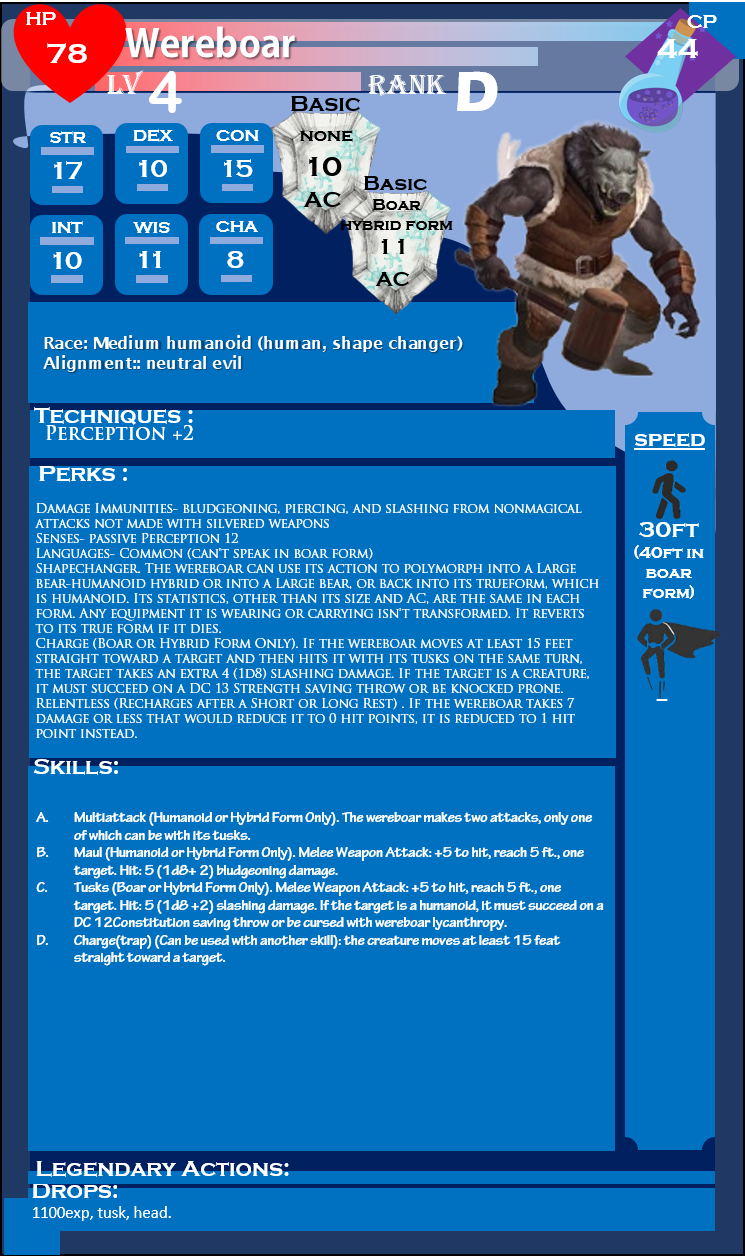 HP
78
Wereboar
CP
44
LV 4
RANK D
STR
17
DEX
10
CON
15
INT
10
WIS
11
CHA
8
Basic
none
10
AC
Basic
Boar
hybrid form
11
AC
Race: Medium humanoid (human, shape changer)
Alignment:: neutral evil
Techniques :
Perception +2
Perks :
Damage Immunities- bludgeoning, piercing, and slashing from nonmagical
attacks not made with silvered weapons
Senses- passive Perception 12
Languages- Common (can't speak in boar form)
Shapechanger. The wereboar can use its action to polymorph into a Large
bear-humanoid hybrid or into a Large bear, or back into its trueform, which
is humanoid. Its statistics, other than its size and AC, are the same in each
form. Any equipment it is wearing or carrying isn't transformed. It reverts
to its true form if it dies.
Charge (Boar or Hybrid Form Only). If the wereboar moves at least 15 feet
straight toward a target and then hits it with its tusks on the same turn,
the target takes an extra 4 (1d8) slashing damage. If the target is a creature,
it must succeed on a DC 13 Strength saving throw or be knocked prone.
Relentless (Recharges after a Short or Long Rest) . If the wereboar takes 7
damage or less that would reduce it to 0 hit points, it is reduced to 1 hit
point instead.
SPEED
30FT
(40ft in
boar
form)
–
Skills:
A. Multiattack (Humanoid or Hybrid Form Only). The wereboar makes two attacks, only one
of which can be with its tusks.
B. Maul (Humanoid or Hybrid Form Only). Melee Weapon Attack: +5 to hit, reach 5 ft., one
target. Hit: 5 (1d8+ 2) bludgeoning damage.
C. Tusks (Boar or Hybrid Form Only). Melee Weapon Attack: +5 to hit, reach 5 ft., one
target. Hit: 5 (1d8 +2) slashing damage. If the target is a humanoid, it must succeed on a
DC 12Constitution saving throw or be cursed with wereboar lycanthropy.
D. Charge(trap) (Can be used with another skill): the creature moves at least 15 feat
straight toward a target.
Legendary Actions:
Drops:
1100exp, tusk, head.